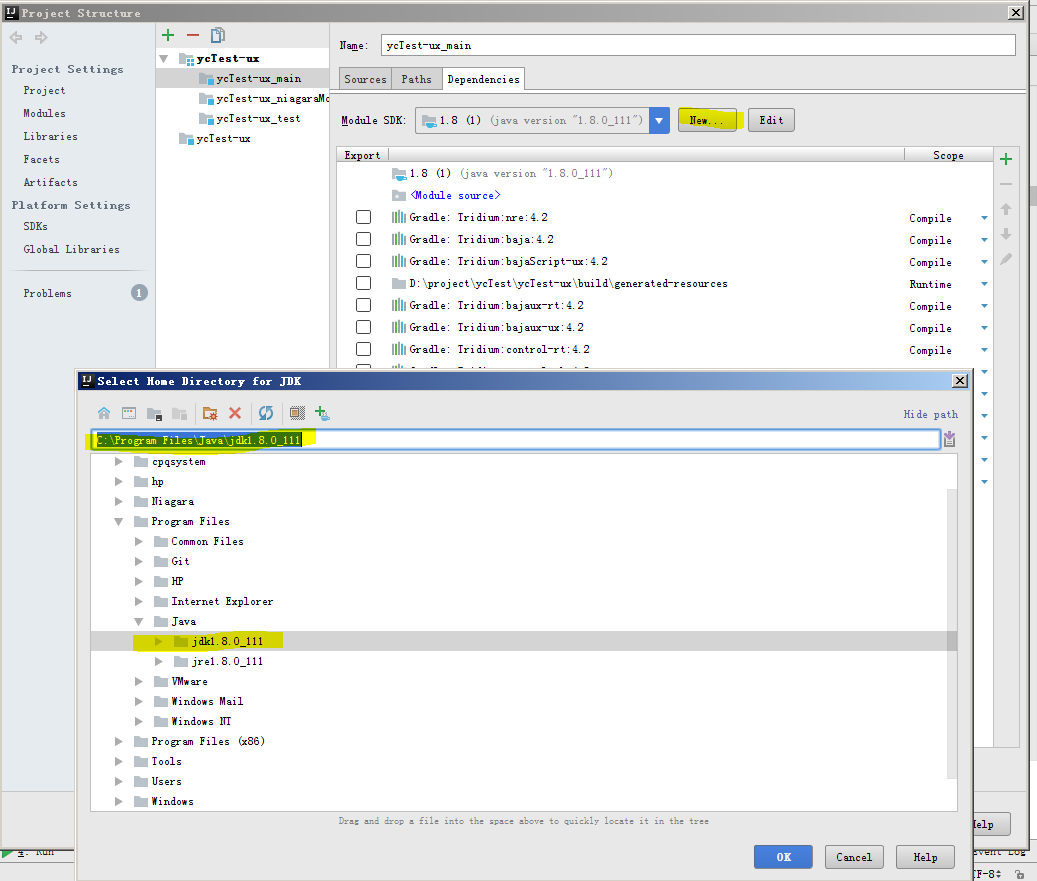 Project Structure
Project Settings
Project
Modules
Libraries
Facets
Artifacts
Platform Settings
SDKs
Global Libraries
Problems 1
ycTest-ux
ycTest-ux_main
ycTest-ux_niagaraMo
ycTest-ux_test
ycTest-ux
Name: ycTest-ux_main
Sources Paths Dependencies
Module SDK: 1.8 (1) (java version "1.8.0_111") New... Edit
Export Scope
1.8 (1) (java version "1.8.0_111")
<Module source>
Gradle: Tridium:nre:4.2 Compile
Gradle: Tridium:baja:4.2 Compile
Gradle: Tridium:bajaScript-ux:4.2 Compile
D:\project\ycTest\ycTest-ux\build\generated-resources Runtime
Gradle: Tridium:bajaux-rt:4.2 Compile
Gradle: Tridium:bajaux-ux:4.2 Compile
Gradle: Tridium:control-rt:4.2 Compile
Select Home Directory for JDK
Hide path
C:\Program Files\Java\jdk1.8.0_111
cpqsystem
hp
Niagara
Program Files
Common Files
Git
HP
Internet Explorer
Java
jdk1.8.0_111
jre1.8.0_111
VMware
Windows Mail
Windows NT
Program Files (x86)
Tools
Users
Windows
Drag and drop a file into the space above to quickly locate it in the tree
OK Cancel Help
Help
4: Run
Event Log
TF-8